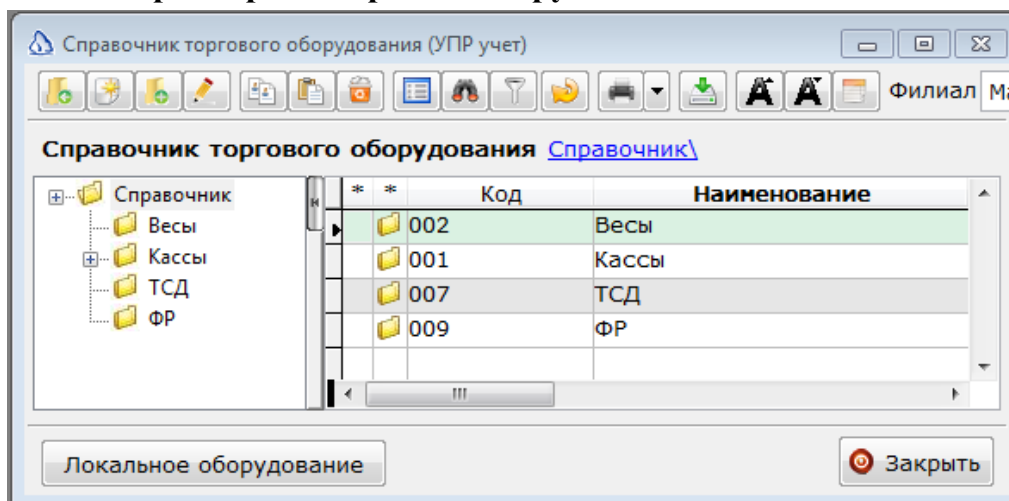 Справочник торгового оборудования (УПР учет)
Филиал
Справочник торгового оборудования Справочник\
Справочник
Весы
Кассы
ТСД
ФР
* * Код Наименование
002 Весы
001 Кассы
007 ТСД
009 ФР
Локальное оборудование
Закрыть